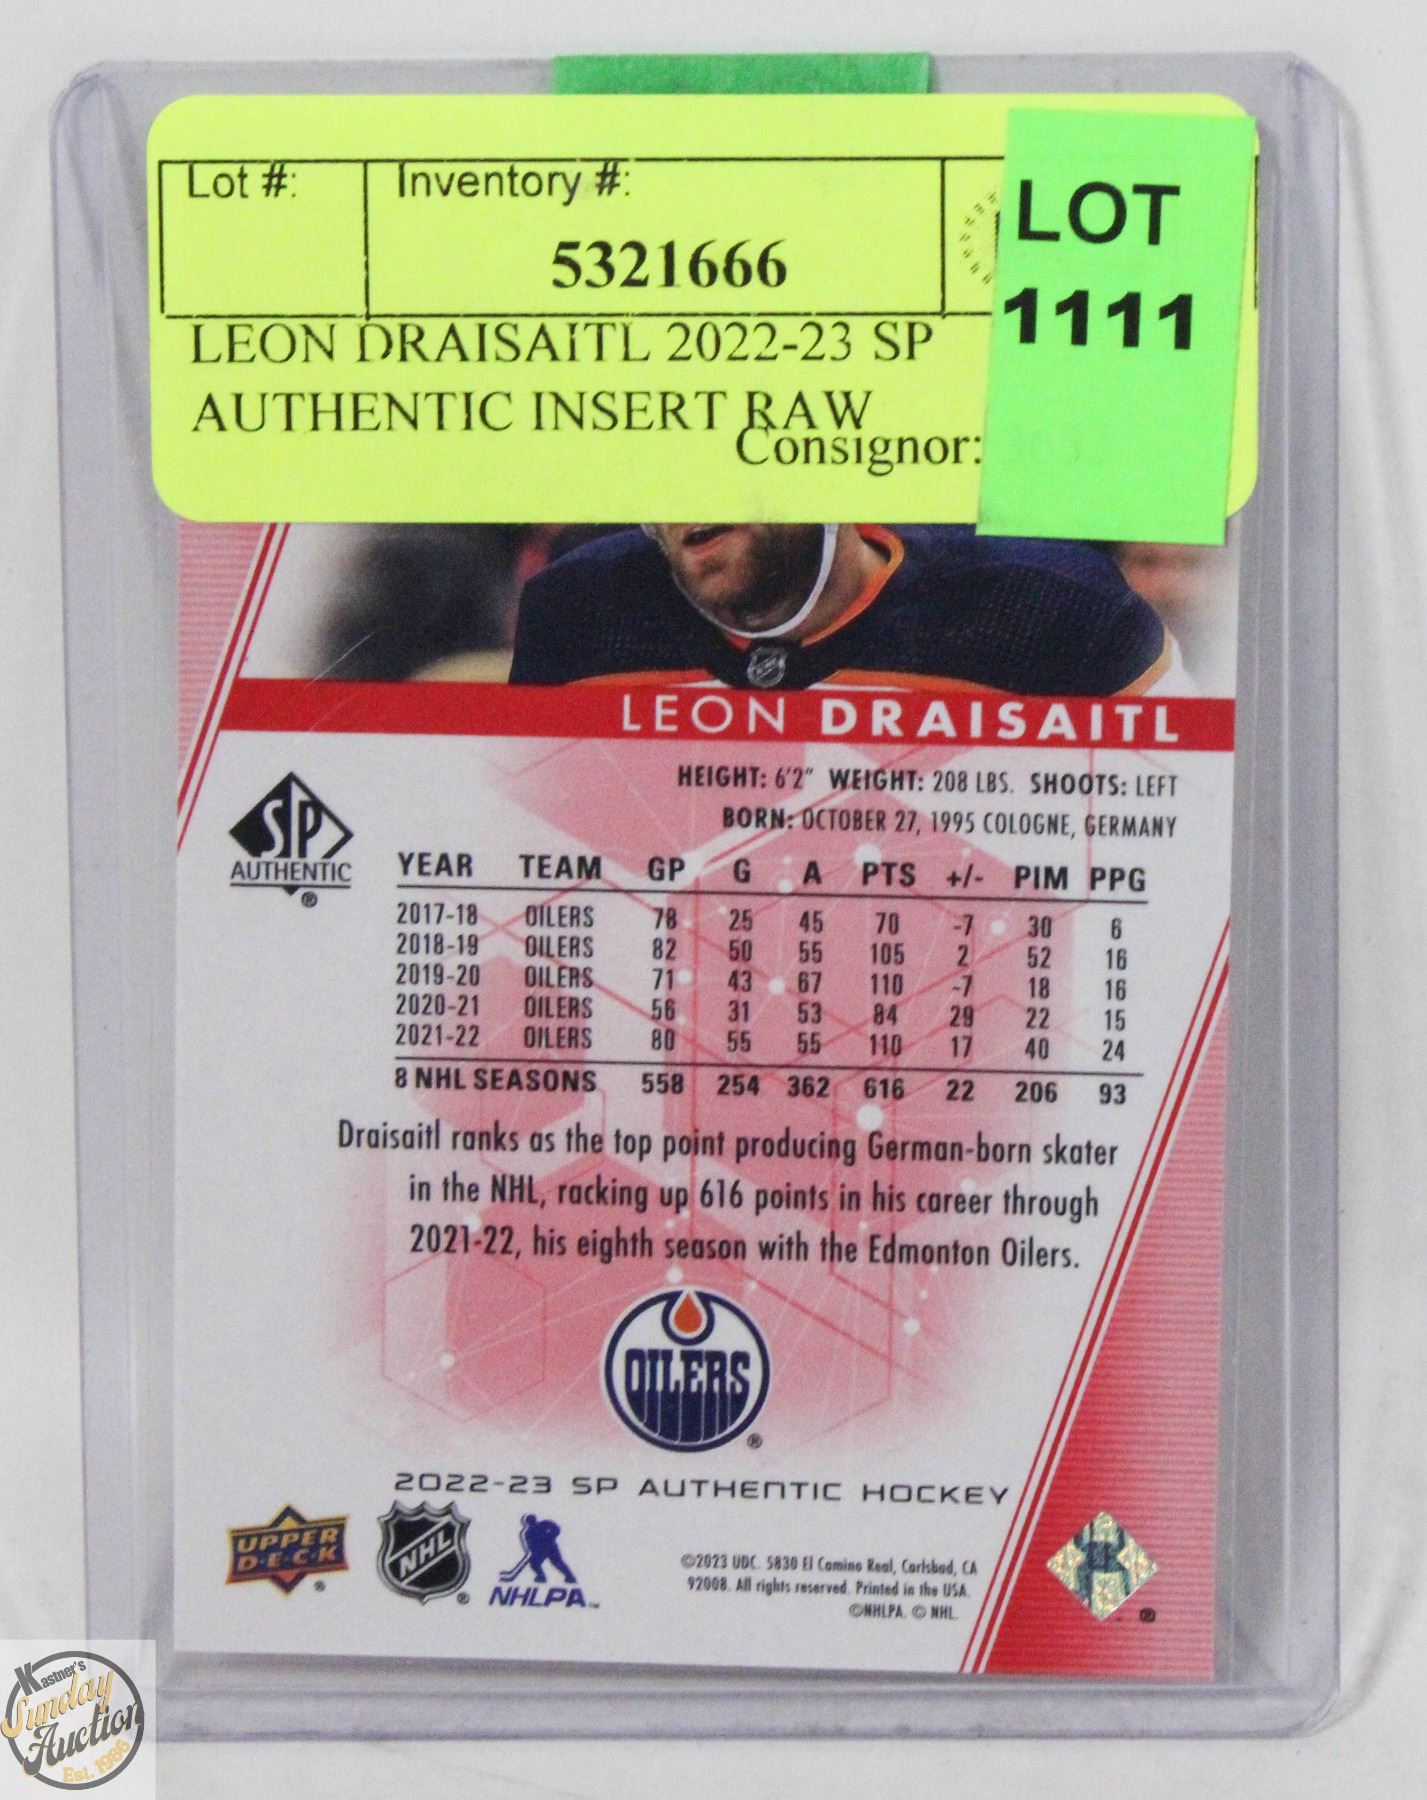 Lot #:
Inventory #:
5321666
LOT
1111
LEON DRAISAITL 2022-23 SP
AUTHENTIC INSERT RAW
Consignor:
LEON DRAISAITL
HEIGHT: 6'2" WEIGHT: 208 LBS. SHOOTS: LEFT
BORN: OCTOBER 27, 1995 COLOGNE, GERMANY
SP
AUTHENTIC
®
YEAR TEAM GP G A PTS +/- PIM PPG
2017-18 OILERS 78 25 45 70 -7 30 6
2018-19 OILERS 82 50 55 105 2 52 16
2019-20 OILERS 71 43 67 110 -7 18 16
2020-21 OILERS 56 31 53 84 29 22 15
2021-22 OILERS 80 55 55 110 17 40 24
8 NHL SEASONS 558 254 362 616 22 206 93
Draisaitl ranks as the top point producing German-born skater
in the NHL, racking up 616 points in his career through
2021-22, his eighth season with the Edmonton Oilers.
OILERS
®
2022-23 SP AUTHENTIC HOCKEY
UPPER
D·E·C·K
®
NHL
®
NHLPA™
©2023 UDC. 5830 El Camino Real, Carlsbad, CA
92008. All rights reserved. Printed in the USA.
©NHLPA. © NHL.
®
Kastner's
Sunday
Auction
Est. 1986